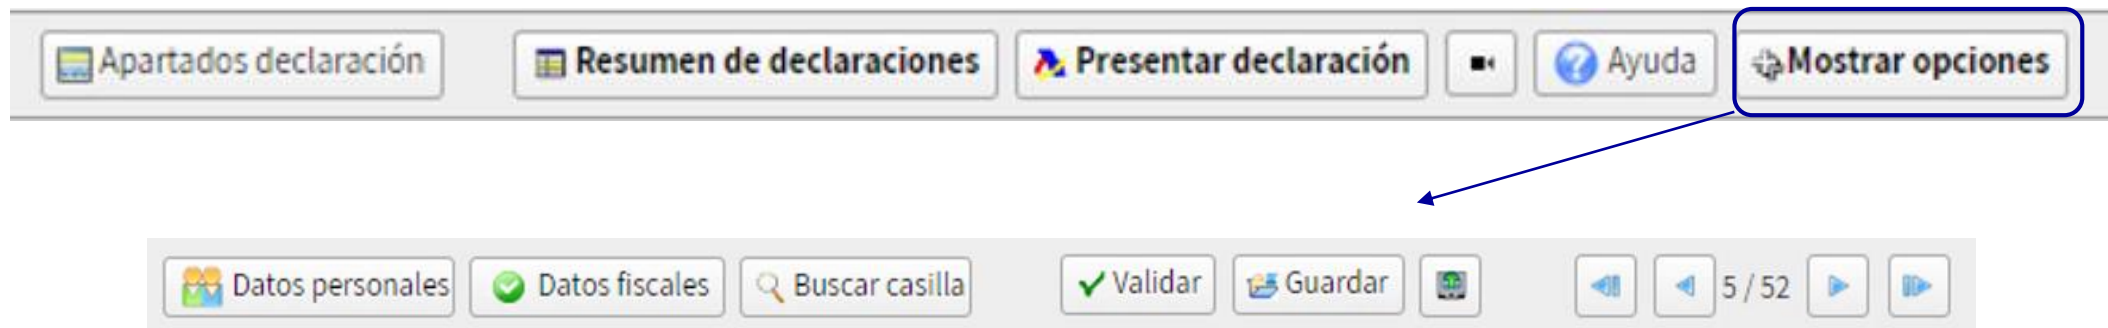 Apartados declaración Resumen de declaraciones Presentar declaración Ayuda Mostrar opciones
Datos personales Datos fiscales Buscar casilla Validar Guardar 5 / 52